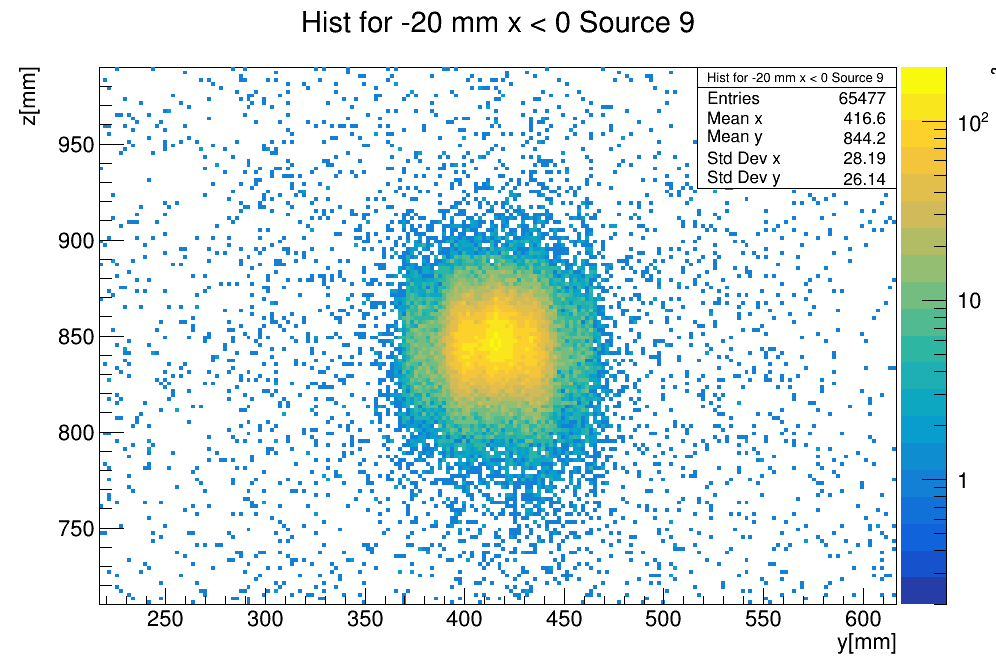 Hist for -20 mm x < 0 Source 9
z[mm]
Hist for -20 mm x < 0 Source 9
Entries 65477
Mean x 416.6
Mean y 844.2
Std Dev x 28.19
Std Dev y 26.14
950
900
850
800
750
10²
10
1
250 300 350 400 450 500 550 600
y[mm]